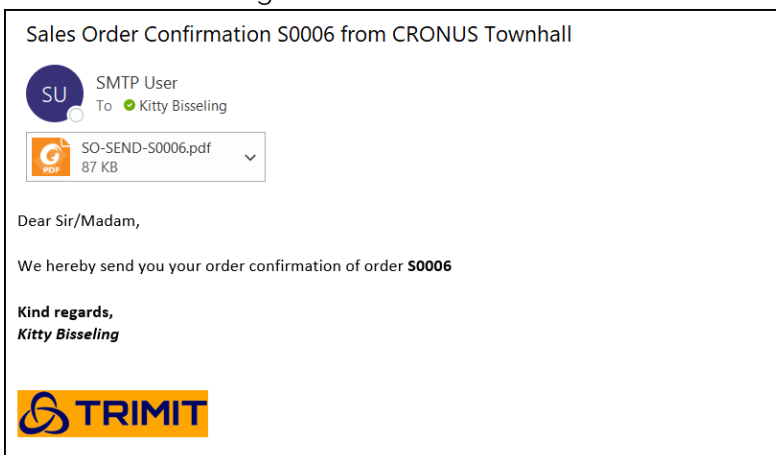 Sales Order Confirmation S0006 from CRONUS Townhall
SU
SMTP User
To Kitty Bisseling
SO-SEND-S0006.pdf
PDF
87 KB
Dear Sir/Madam,
We hereby send you your order confirmation of order S0006
Kind regards,
Kitty Bisseling
TRIMIT